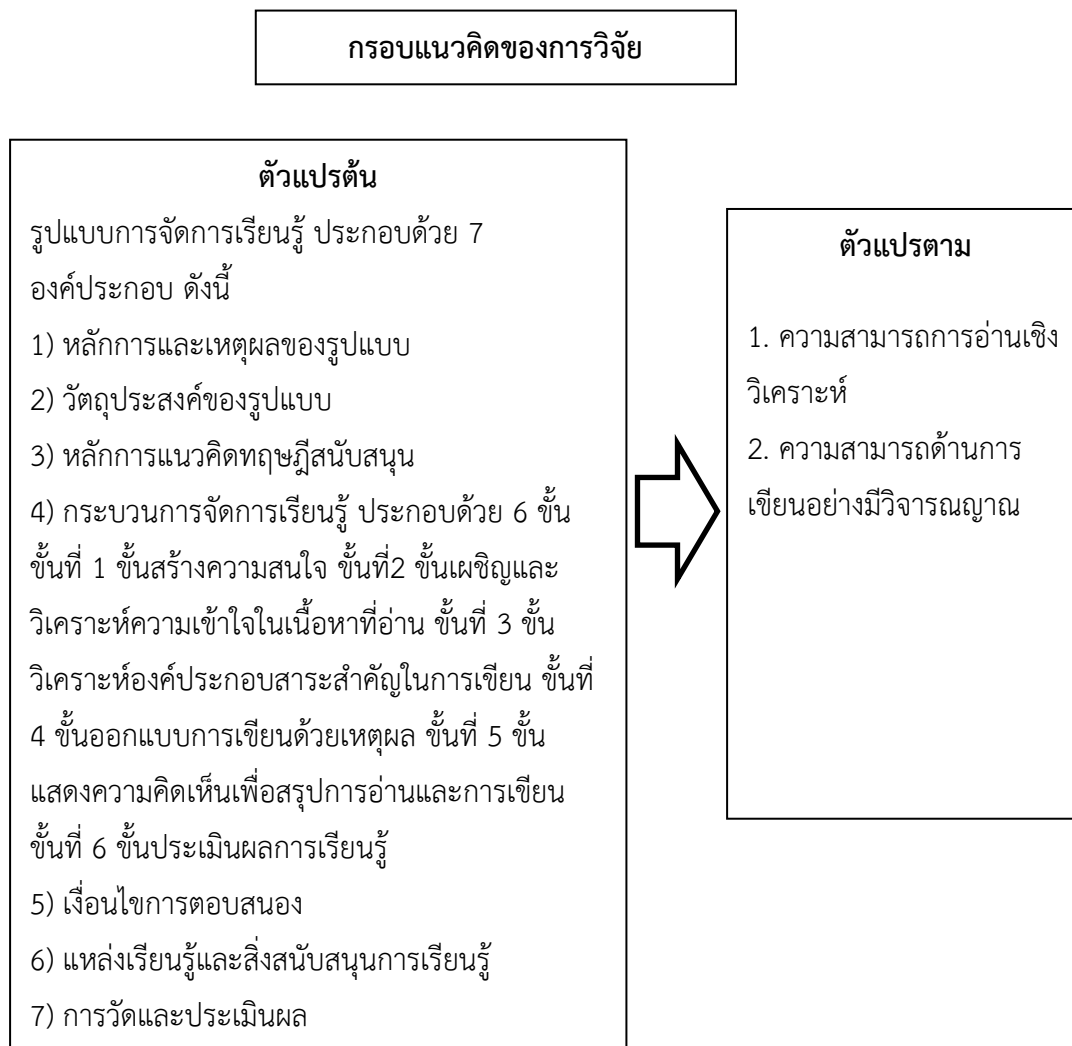 กรอบแนวคิดของการวิจัย
ตัวแปรต้น
รูปแบบการจัดการเรียนรู้ ประกอบด้วย 7
องค์ประกอบ ดังนี้
1) หลักการและเหตุผลของรูปแบบ
2) วัตถุประสงค์ของรูปแบบ
3) หลักการแนวคิดทฤษฎีสนับสนุน
4) กระบวนการจัดการเรียนรู้ ประกอบด้วย 6 ขั้น
ขั้นที่ 1 ขั้นสร้างความสนใจ ขั้นที่2 ขั้นเผชิญและ
วิเคราะห์ความเข้าใจในเนื้อหาที่อ่าน ขั้นที่ 3 ขั้น
วิเคราะห์องค์ประกอบสาระสำคัญในการเขียน ขั้นที่
4 ขั้นออกแบบการเขียนด้วยเหตุผล ขั้นที่ 5 ขั้น
แสดงความคิดเห็นเพื่อสรุปการอ่านและการเขียน
ขั้นที่ 6 ขั้นประเมินผลการเรียนรู้
5) เงื่อนไขการตอบสนอง
6) แหล่งเรียนรู้และสิ่งสนับสนุนการเรียนรู้
7) การวัดและประเมินผล
ตัวแปรตาม
1. ความสามารถการอ่านเชิง
วิเคราะห์
2. ความสามารถด้านการ
เขียนอย่างมีวิจารณญาณ